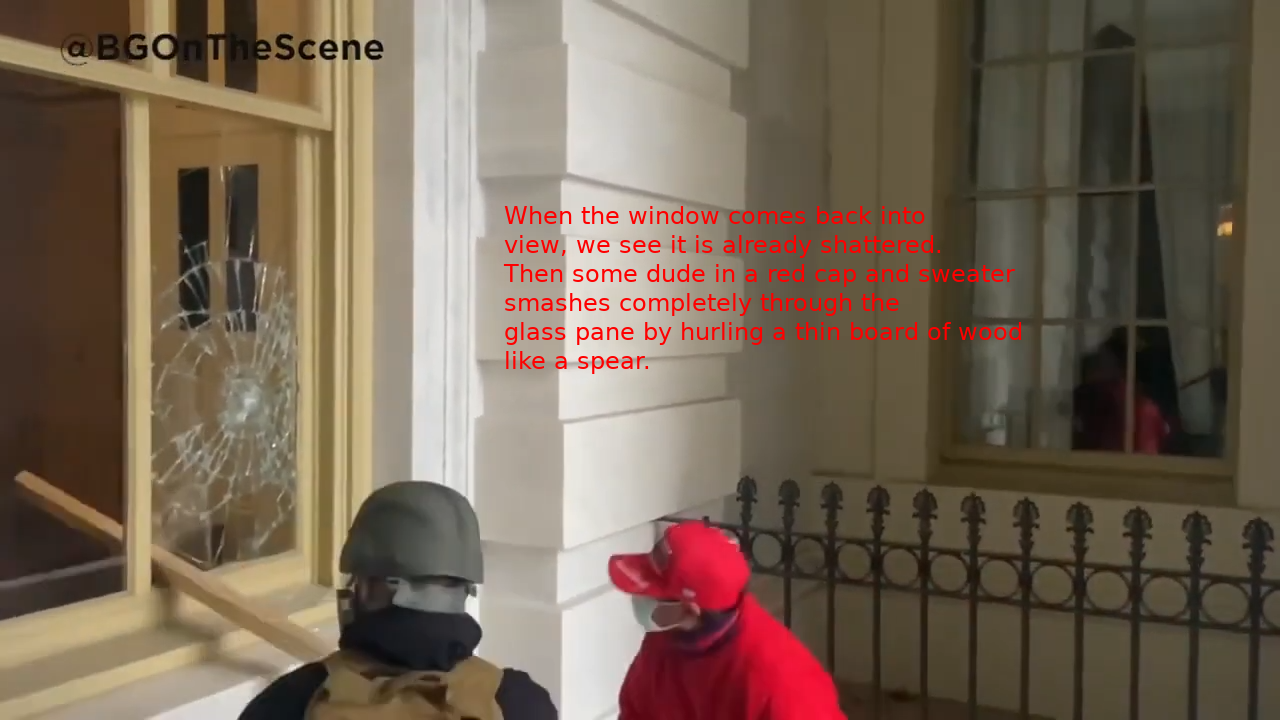 @BGOnTheScene
When the window comes back into
view, we see it is already shattered.
Then some dude in a red cap and sweater
smashes completely through the
glass pane by hurling a thin board of wood
like a spear.